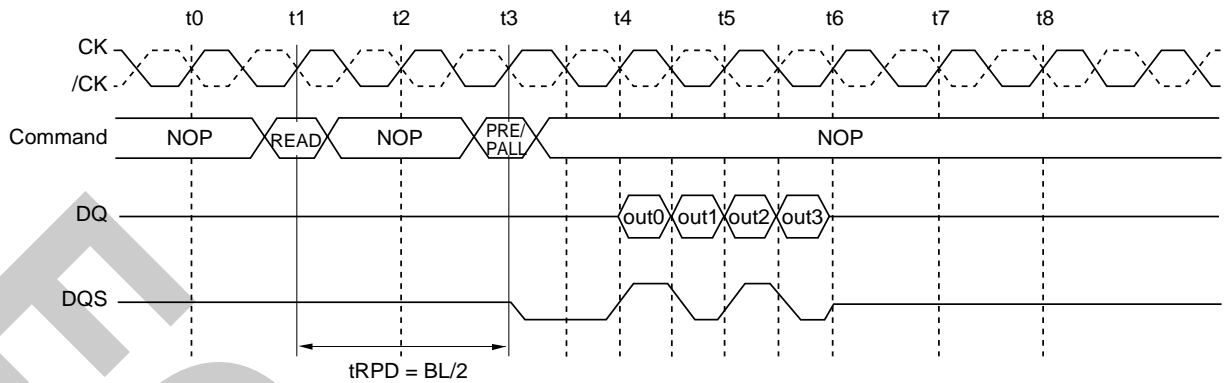 t0 t1 t2 t3 t4 t5 t6 t7 t8
CK
/CK
Command NOP READ NOP PRE/ PALL NOP
DQ out0 out1 out2 out3
DQS
tRPD = BL/2